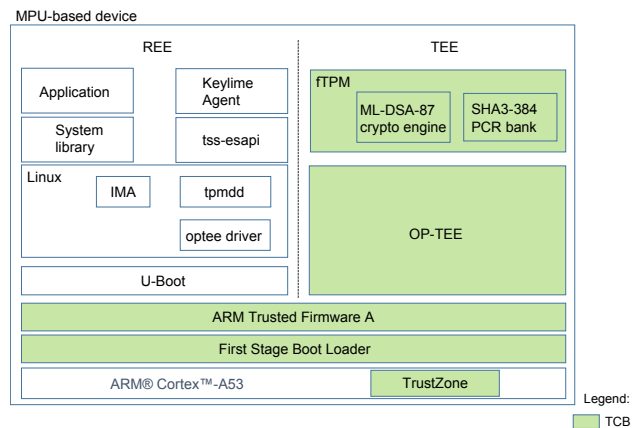 MPU-based device
REE
TEE
Application
Keylime
Agent
System
library
tss-esapi
Linux
IMA
tpmdd
optee driver
U-Boot
fTPM
ML-DSA-87
crypto engine
SHA3-384
PCR bank
OP-TEE
ARM Trusted Firmware A
First Stage Boot Loader
ARM® Cortex™-A53
TrustZone
Legend:
TCB